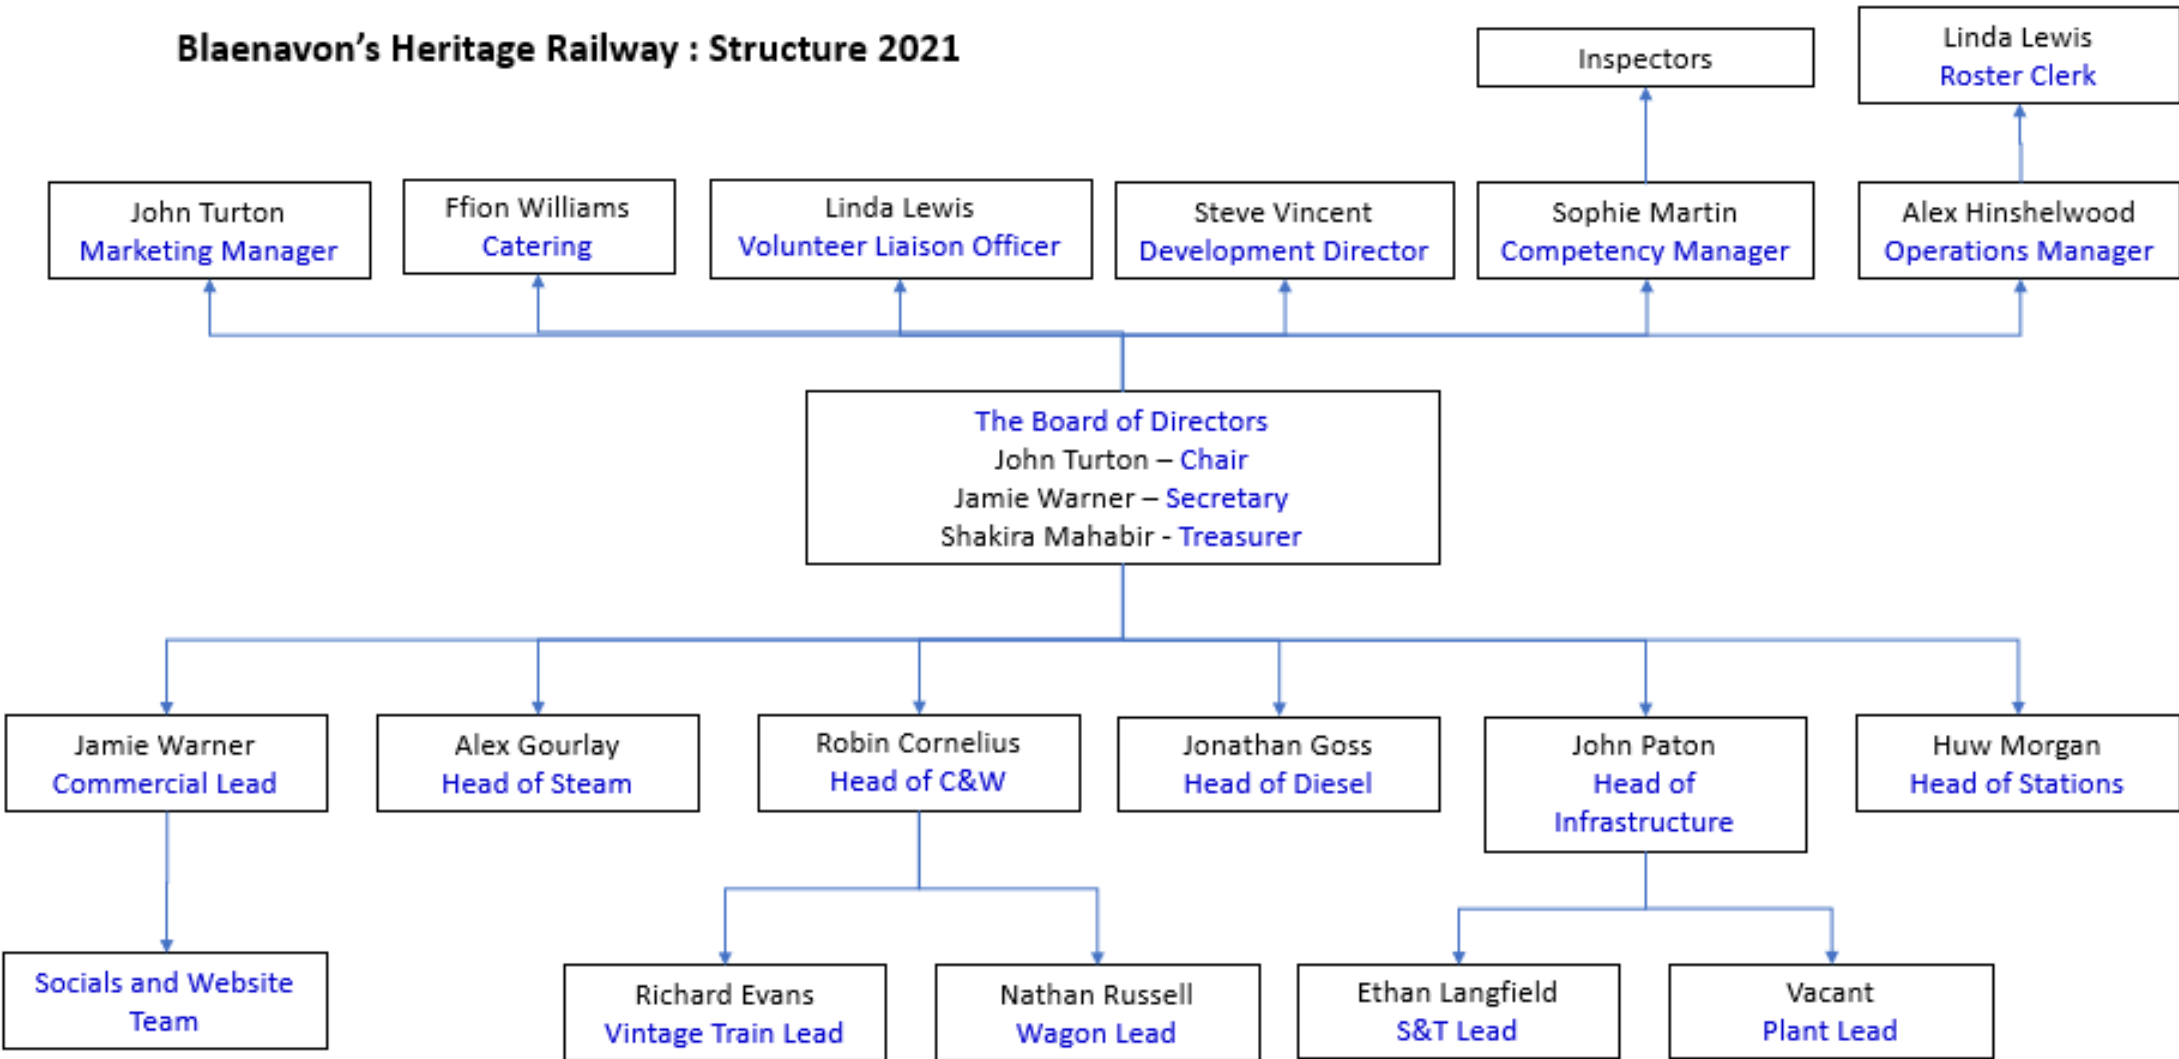 Blaenavon’s Heritage Railway : Structure 2021
Inspectors
Linda Lewis
Roster Clerk
John Turton
Marketing Manager
Ffion Williams
Catering
Linda Lewis
Volunteer Liaison Officer
Steve Vincent
Development Director
Sophie Martin
Competency Manager
Alex Hinshelwood
Operations Manager
The Board of Directors
John Turton – Chair
Jamie Warner – Secretary
Shakira Mahabir - Treasurer
Jamie Warner
Commercial Lead
Alex Gourlay
Head of Steam
Robin Cornelius
Head of C&W
Jonathan Goss
Head of Diesel
John Paton
Head of
Infrastructure
Huw Morgan
Head of Stations
Socials and Website
Team
Richard Evans
Vintage Train Lead
Nathan Russell
Wagon Lead
Ethan Langfield
S&T Lead
Vacant
Plant Lead